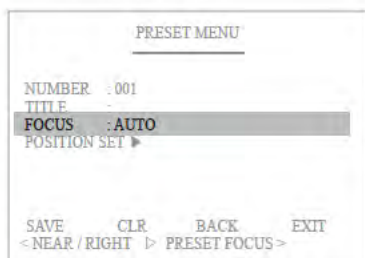 PRESET MENU
NUMBER : 001
TITLE :
FOCUS : AUTO
POSITION SET ▶
SAVE CLR BACK EXIT
< NEAR / RIGHT ▷ PRESET FOCUS >